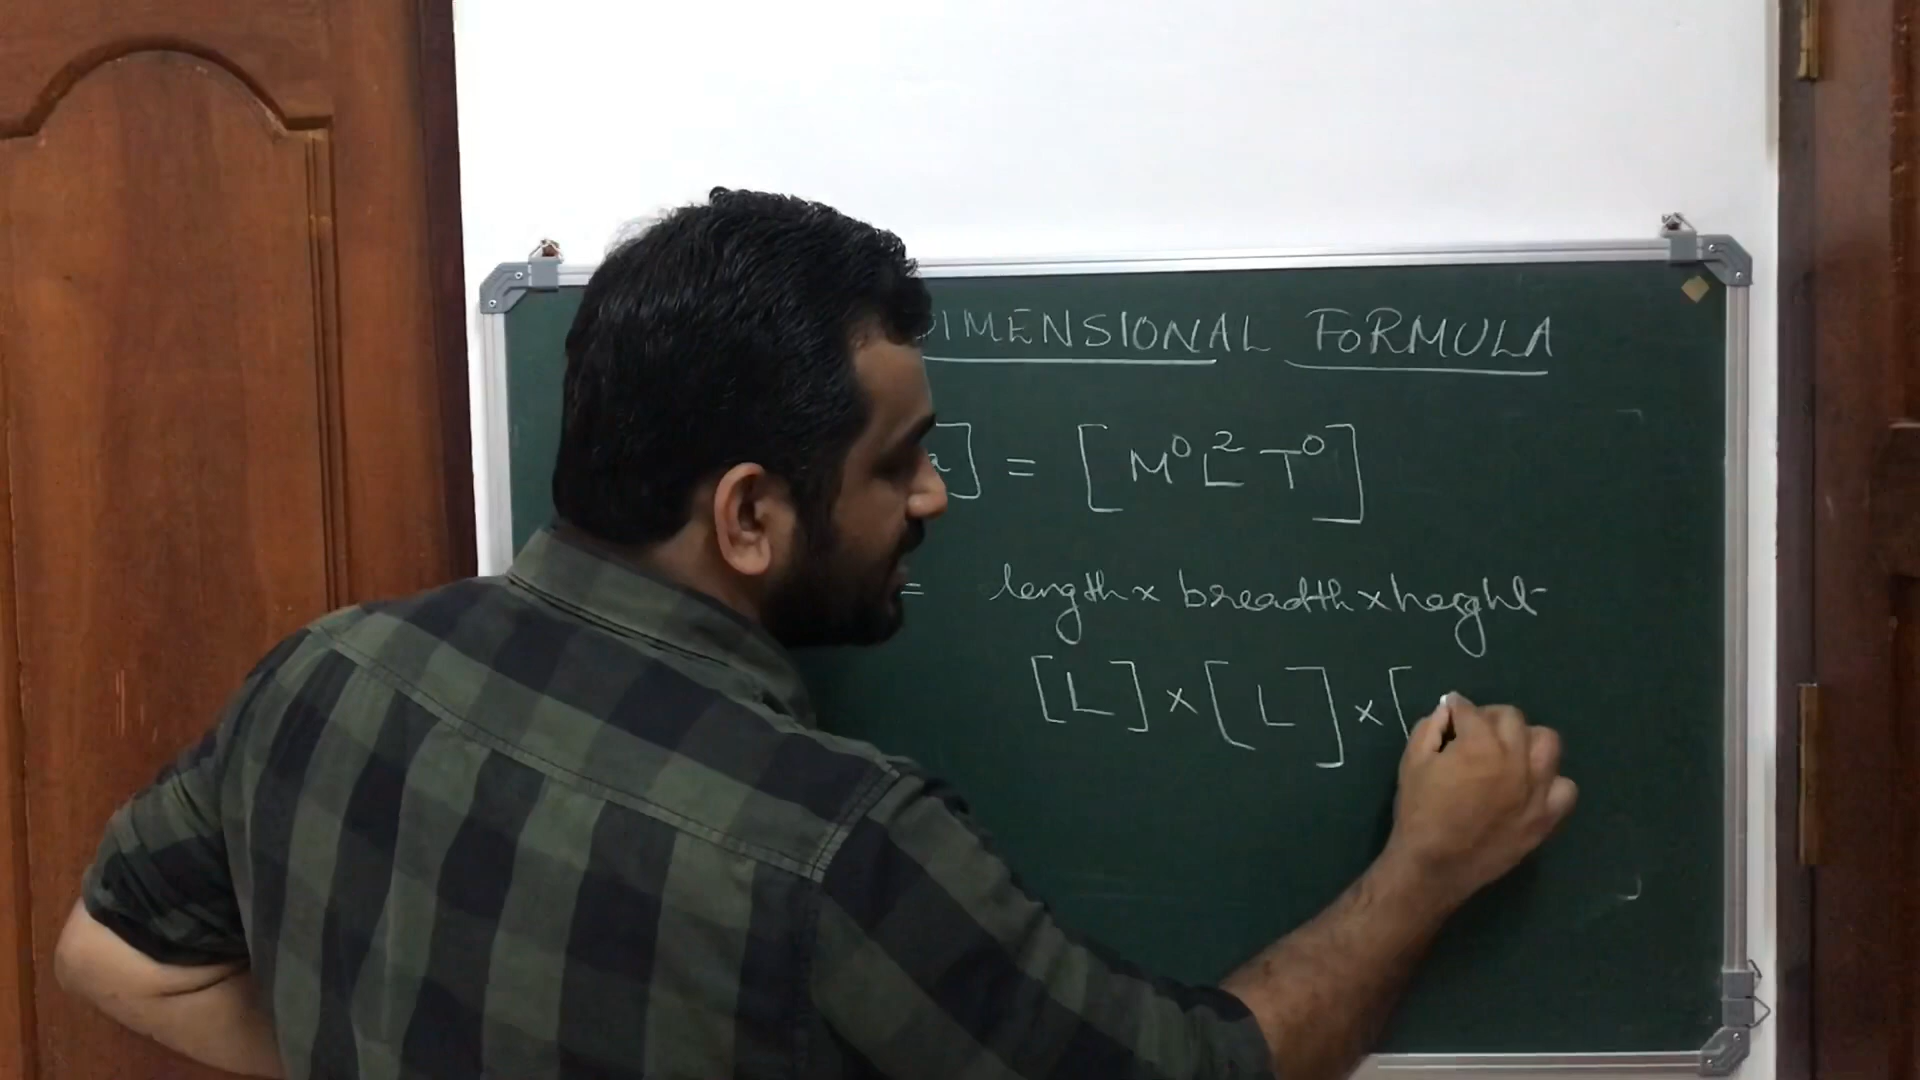 DIMENSIONAL FORMULA
a] = [M⁰L²T⁰]
= length x breadth x height
[L] x [L] x [